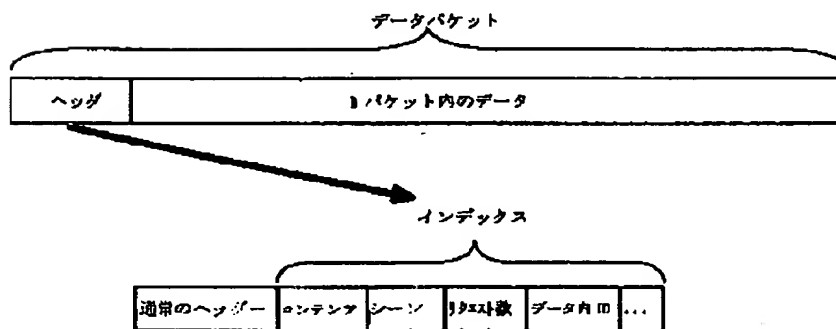 データパケット
ヘッダ
1パケット内のデータ
インデックス
通常のヘッダー
コンテンツ
シーン
リクエスト数
データ内ID
...